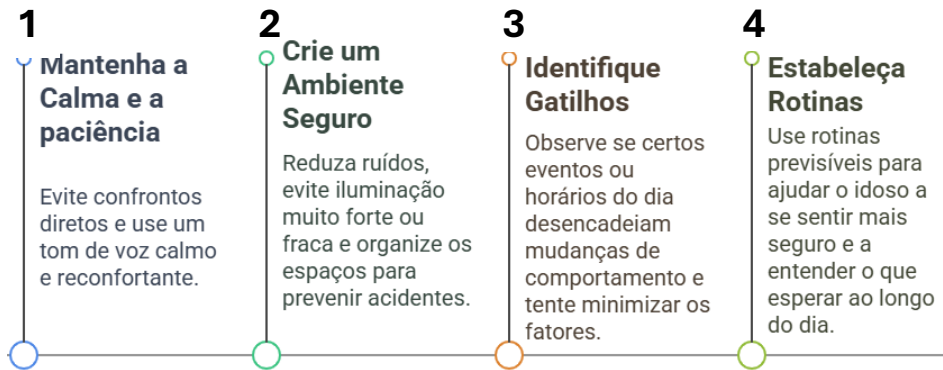 1
Mantenha a
Calma e a
paciência
Evite confrontos
diretos e use um
tom de voz calmo
e reconfortante.
2
Crie um
Ambiente
Seguro
Reduza ruídos,
evite iluminação
muito forte ou
fraca e organize os
espaços para
prevenir acidentes.
3
Identifique
Gatilhos
Observe se certos
eventos ou
horários do dia
desencadeiam
mudanças de
comportamento e
tente minimizar os
fatores.
4
Estabeleça
Rotinas
Use rotinas
previsíveis para
ajudar o idoso a
se sentir mais
seguro e a
entender o que
esperar ao longo
do dia.